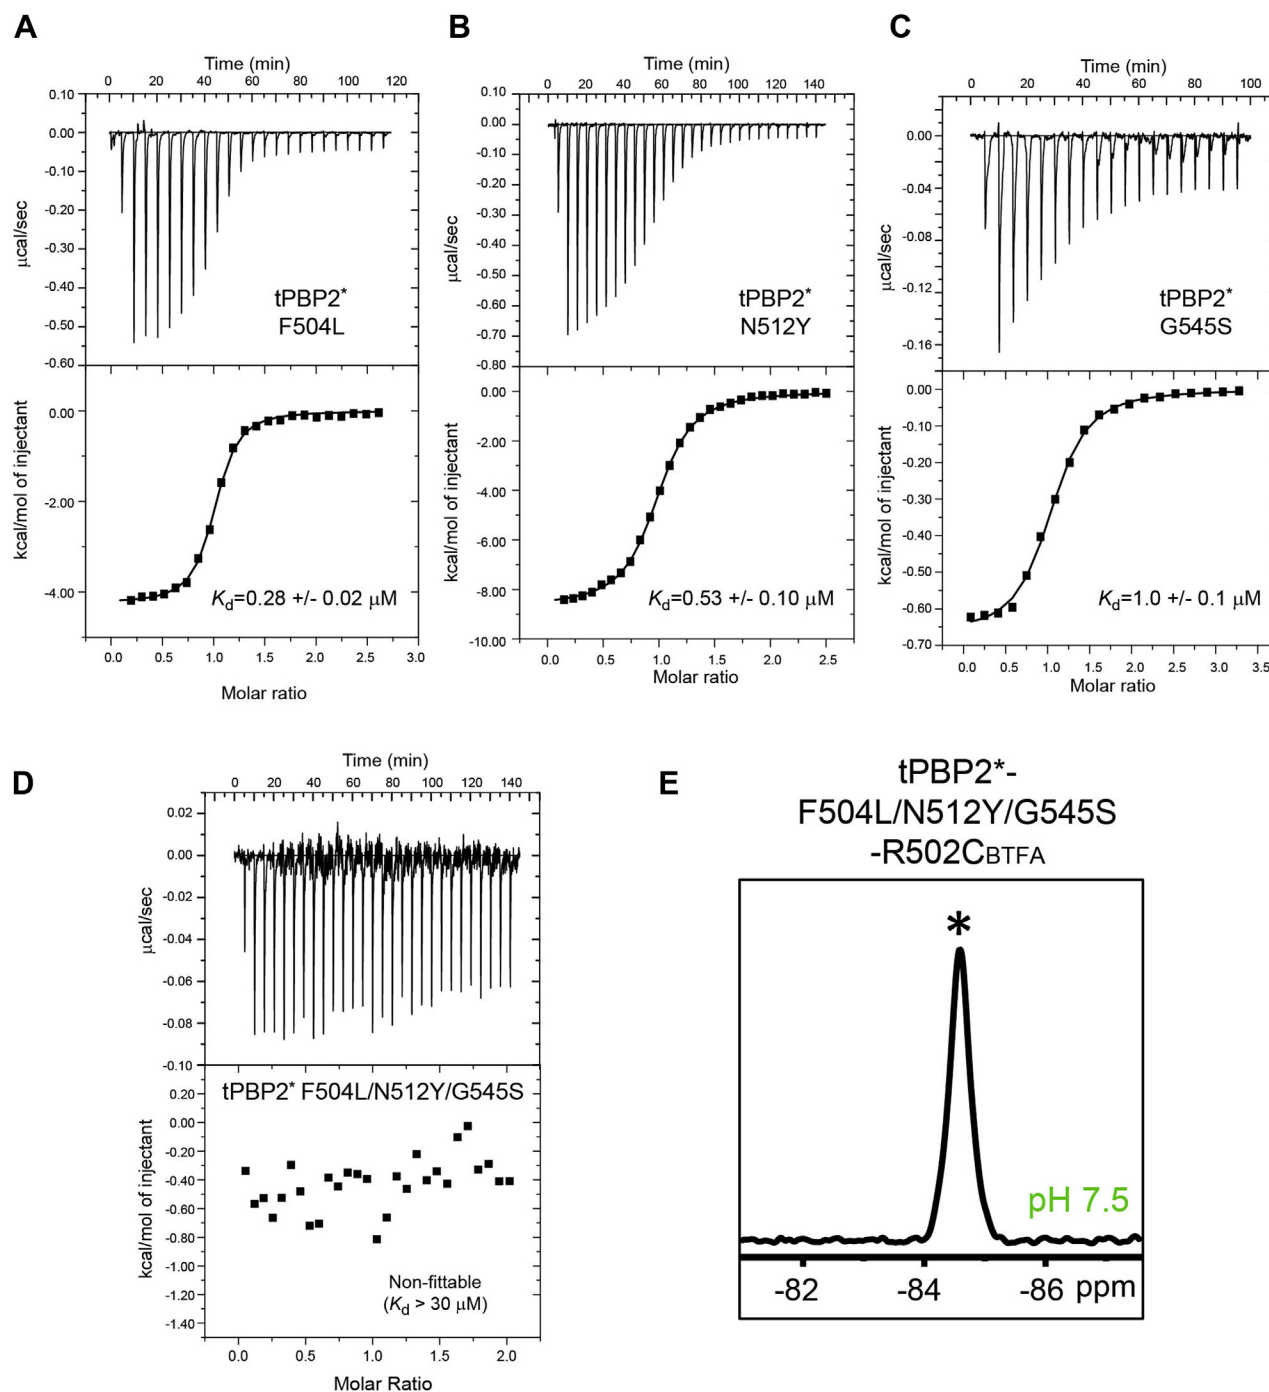 A
Time (min)
0 20 40 60 80 100 120
0.10
0.00
-0.10
-0.20
-0.30
-0.40
-0.50
-0.60
μcal/sec
tPBP2*
F504L
0.00
-2.00
-4.00
kcal/mol of injectant
Kd=0.28 +/- 0.02 μM
0.0 0.5 1.0 1.5 2.0 2.5 3.0
Molar ratio
B
Time (min)
0 20 40 60 80 100 120 140
0.10
0.00
-0.10
-0.20
-0.30
-0.40
-0.50
-0.60
-0.70
-0.80
μcal/sec
tPBP2*
N512Y
0.00
-2.00
-4.00
-6.00
-8.00
-10.00
kcal/mol of injectant
Kd=0.53 +/- 0.10 μM
0.0 0.5 1.0 1.5 2.0 2.5
Molar ratio
C
Time (min)
0 20 40 60 80 100
0.00
-0.04
-0.08
-0.12
-0.16
μcal/sec
tPBP2*
G545S
0.00
-0.10
-0.20
-0.30
-0.40
-0.50
-0.60
-0.70
kcal/mol of injectant
Kd=1.0 +/- 0.1 μM
0.0 0.5 1.0 1.5 2.0 2.5 3.0 3.5
Molar ratio
D
Time (min)
0 20 40 60 80 100 120 140
0.02
0.00
-0.02
-0.04
-0.06
-0.08
-0.10
μcal/sec
tPBP2* F504L/N512Y/G545S
0.20
0.00
-0.20
-0.40
-0.60
-0.80
-1.00
-1.20
-1.40
kcal/mol of injectant
Non-fittable
(Kd > 30 μM)
0.0 0.5 1.0 1.5 2.0
Molar Ratio
E
tPBP2*-
F504L/N512Y/G545S
-R502CBTFA
*
pH 7.5
-82 -84 -86 ppm